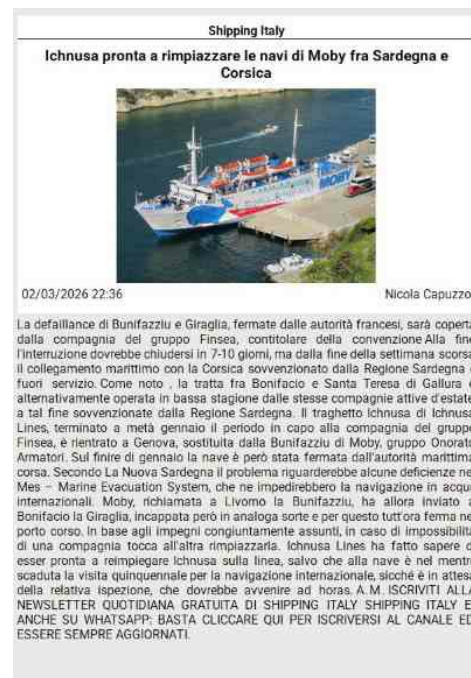 Shipping Italy
Ichnusa pronta a rimpiazzare le navi di Moby fra Sardegna e
Corsica
MOBY
02/03/2026 22:36
Nicola Capuzzo
La defaillance di Bunifazziu e Giraglia, fermate dalle autorità francesi, sarà coperta
dalla compagnia del gruppo Finsea, contitolare della convenzione Alla fine
l'interruzione dovrebbe chiudersi in 7-10 giorni, ma dalla fine della settimana scorsa
il collegamento marittimo con la Corsica sovvenzionato dalla Regione Sardegna
fuori servizio. Come noto , la tratta fra Bonifacio e Santa Teresa di Gallura
alternativamente operata in bassa stagione dalle stesse compagnie attive d'estate,
a tal fine sovvenzionate dalla Regione Sardegna. Il traghetto Ichnusa di Ichnusa
Lines, terminato a metà gennaio il periodo in capo alla compagnia del gruppo
Finsea, è rientrato a Genova, sostituita dalla Bunifazziu di Moby, gruppo Onorato
Armatori. Sul finire di gennaio la nave è però stata fermata dall'autorità marittima
corsa. Secondo La Nuova Sardegna il problema riguarderebbe alcune deficienze nel
Mes – Marine Evacuation System, che ne impedirebbero la navigazione in acque
internazionali. Moby, richiamata a Livorno la Bunifazziu, ha allora inviato a
Bonifacio la Giraglia, incappata però in analoga sorte e per questo tutt'ora ferma nel
porto corso. In base agli impegni congiuntamente assunti, in caso di impossibilità
di una compagnia tocca all'altra rimpiazzarla. Ichnusa Lines ha fatto sapere di
esser pronta a reimpiegare Ichnusa sulla linea, salvo che alla nave è nel mentre
scaduta la visita quinquennale per la navigazione internazionale, sicché è in attesa
della relativa ispezione, che dovrebbe avvenire ad horas. A. M. ISCRIVITI ALLA
NEWSLETTER QUOTIDIANA GRATUITA DI SHIPPING ITALY SHIPPING ITALY E'
ANCHE SU WHATSAPP: BASTA CLICCARE QUI PER ISCRIVERSI AL CANALE ED
ESSERE SEMPRE AGGIORNATI.